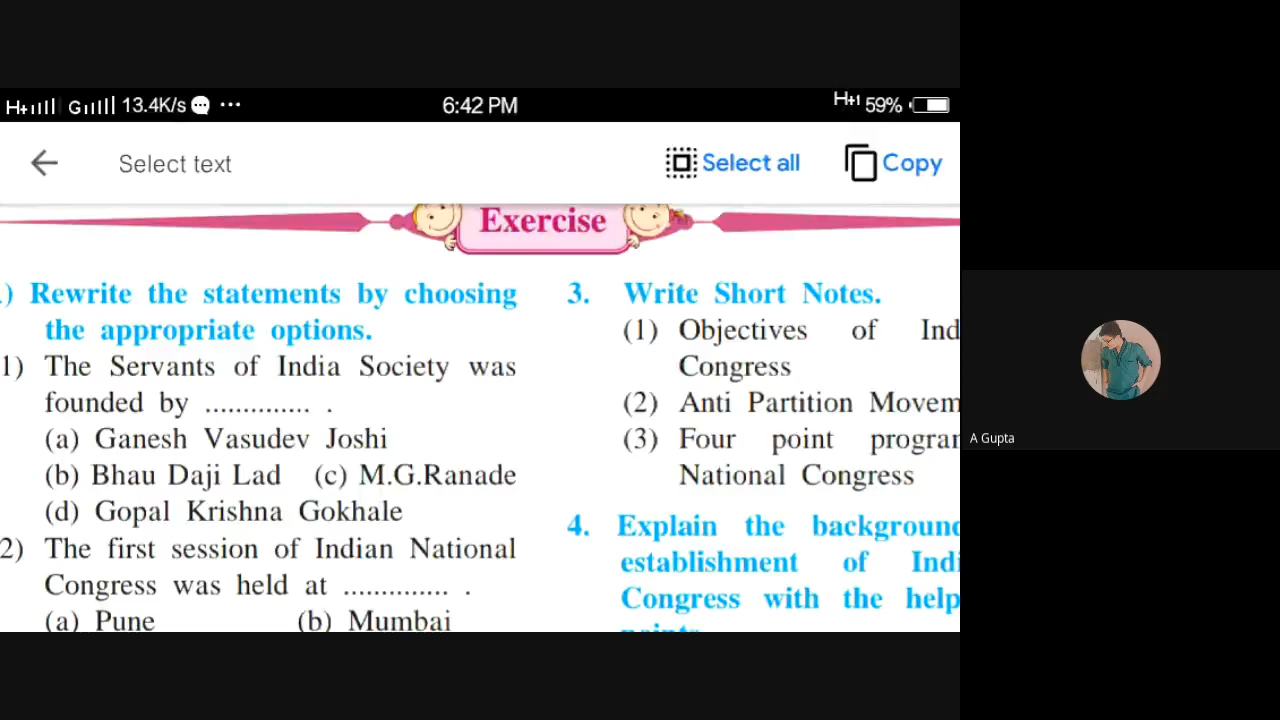 H+ G 13.4K/s ...
6:42 PM
H+ 59%
Select text
Select all
Copy
Exercise
) Rewrite the statements by choosing
the appropriate options.
1) The Servants of India Society was
founded by .............. .
(a) Ganesh Vasudev Joshi
(b) Bhau Daji Lad (c) M.G.Ranade
(d) Gopal Krishna Gokhale
2) The first session of Indian National
Congress was held at .............. .
(a) Pune (b) Mumbai
3. Write Short Notes.
(1) Objectives of Ind
Congress
(2) Anti Partition Movem
(3) Four point progra
National Congress
4. Explain the background
establishment of Indi
Congress with the help
A Gupta